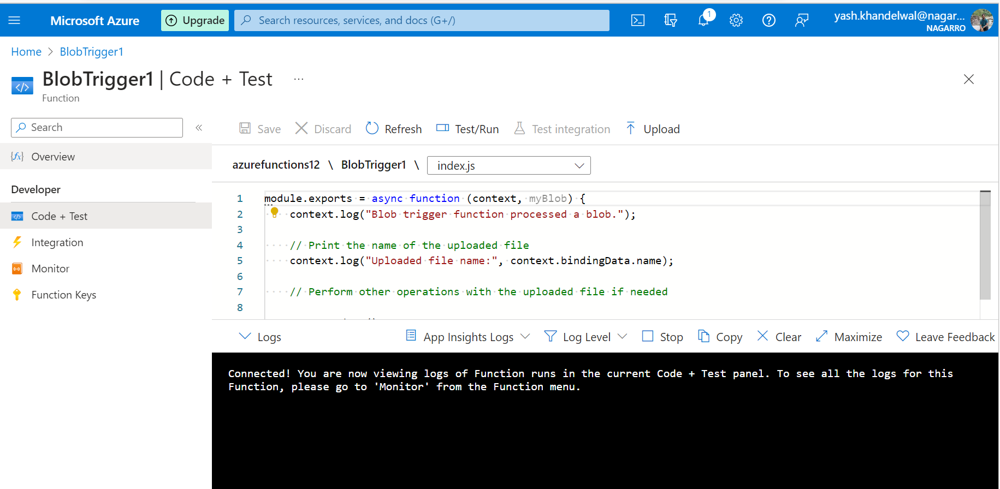 Microsoft Azure
Upgrade
Search resources, services, and docs (G+/)
1
yash.khandelwal@nagar...
NAGARRO
Home > BlobTrigger1
BlobTrigger1 | Code + Test ...
Function
Search
«
Save
Discard
Refresh
Test/Run
Test integration
Upload
Overview
Developer
Code + Test
Integration
Monitor
Function Keys
azurefunctions12 \ BlobTrigger1 \ index.js
1 module.exports = async function (context, myBlob) {
2 context.log("Blob trigger function processed a blob.");
3
4 // Print the name of the uploaded file
5 context.log("Uploaded file name:", context.bindingData.name);
6
7 // Perform other operations with the uploaded file if needed
8
Logs
App Insights Logs
Log Level
Stop
Copy
Clear
Maximize
Leave Feedback
Connected! You are now viewing logs of Function runs in the current Code + Test panel. To see all the logs for this
Function, please go to 'Monitor' from the Function menu.